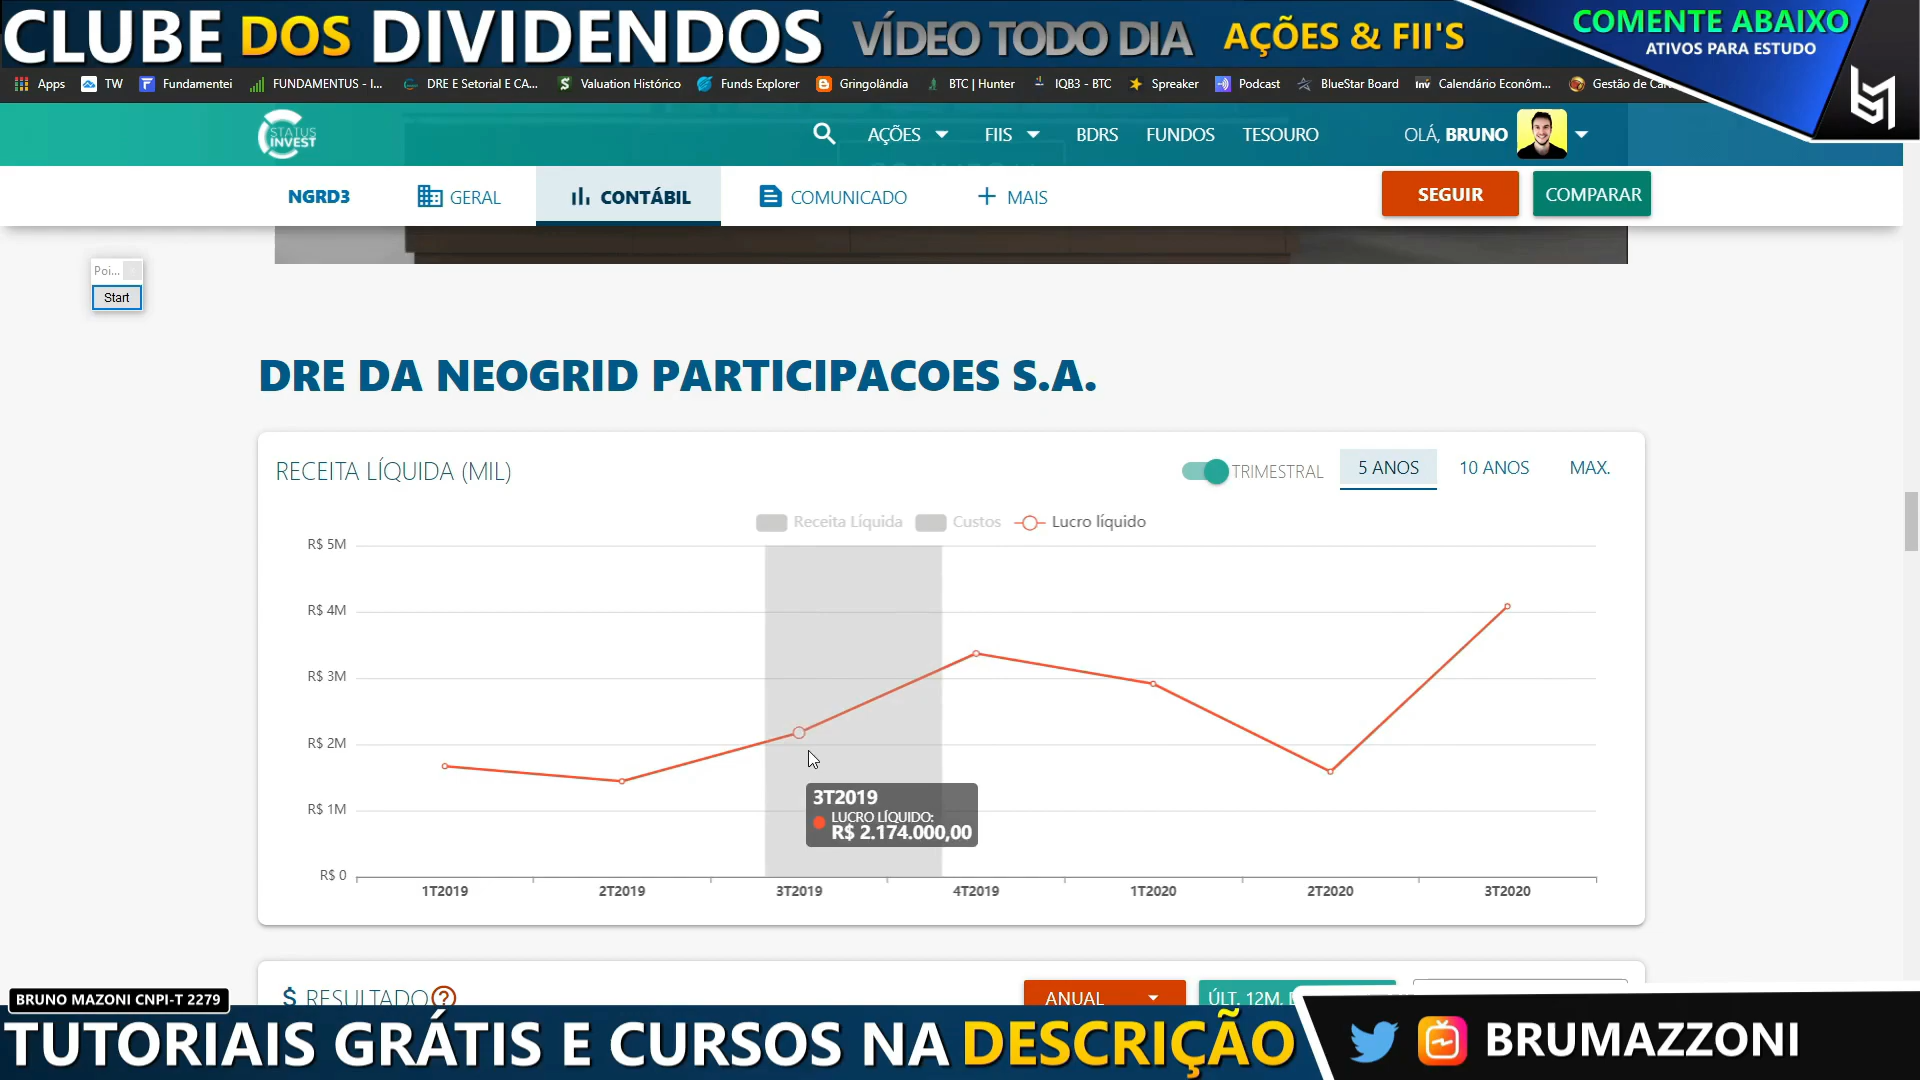 CLUBE DOS DIVIDENDOS VÍDEO TODO DIA AÇÕES & FII'S
COMENTE ABAIXO
ATIVOS PARA ESTUDO
Apps TW Fundamentei FUNDAMENTUS - I... DRE E Setorial E CA... Valuation Histórico Funds Explorer Gringolândia BTC | Hunter IQB3 - BTC Spreaker Podcast BlueStar Board Calendário Econôm...
STATUS INVEST AÇÕES FIIS BDRS FUNDOS TESOURO OLÁ, BRUNO
NGRD3 GERAL CONTÁBIL COMUNICADO MAIS SEGUIR COMPARAR
Poi...
Start
DRE DA NEOGRID PARTICIPACOES S.A.
RECEITA LÍQUIDA (MIL) TRIMESTRAL 5 ANOS 10 ANOS MAX.
Receita Líquida Custos Lucro líquido
R$ 5M
R$ 4M
R$ 3M
R$ 2M
R$ 1M
R$ 0
3T2019
LUCRO LÍQUIDO:
R$ 2.174.000,00
1T2019 2T2019 3T2019 4T2019 1T2020 2T2020 3T2020
$ RESULTADO ? ANUAL ÚLT. 12M,
BRUNO MAZONI CNPI-T 2279
TUTORIAIS GRÁTIS E CURSOS NA DESCRIÇÃO BRUMAZZONI